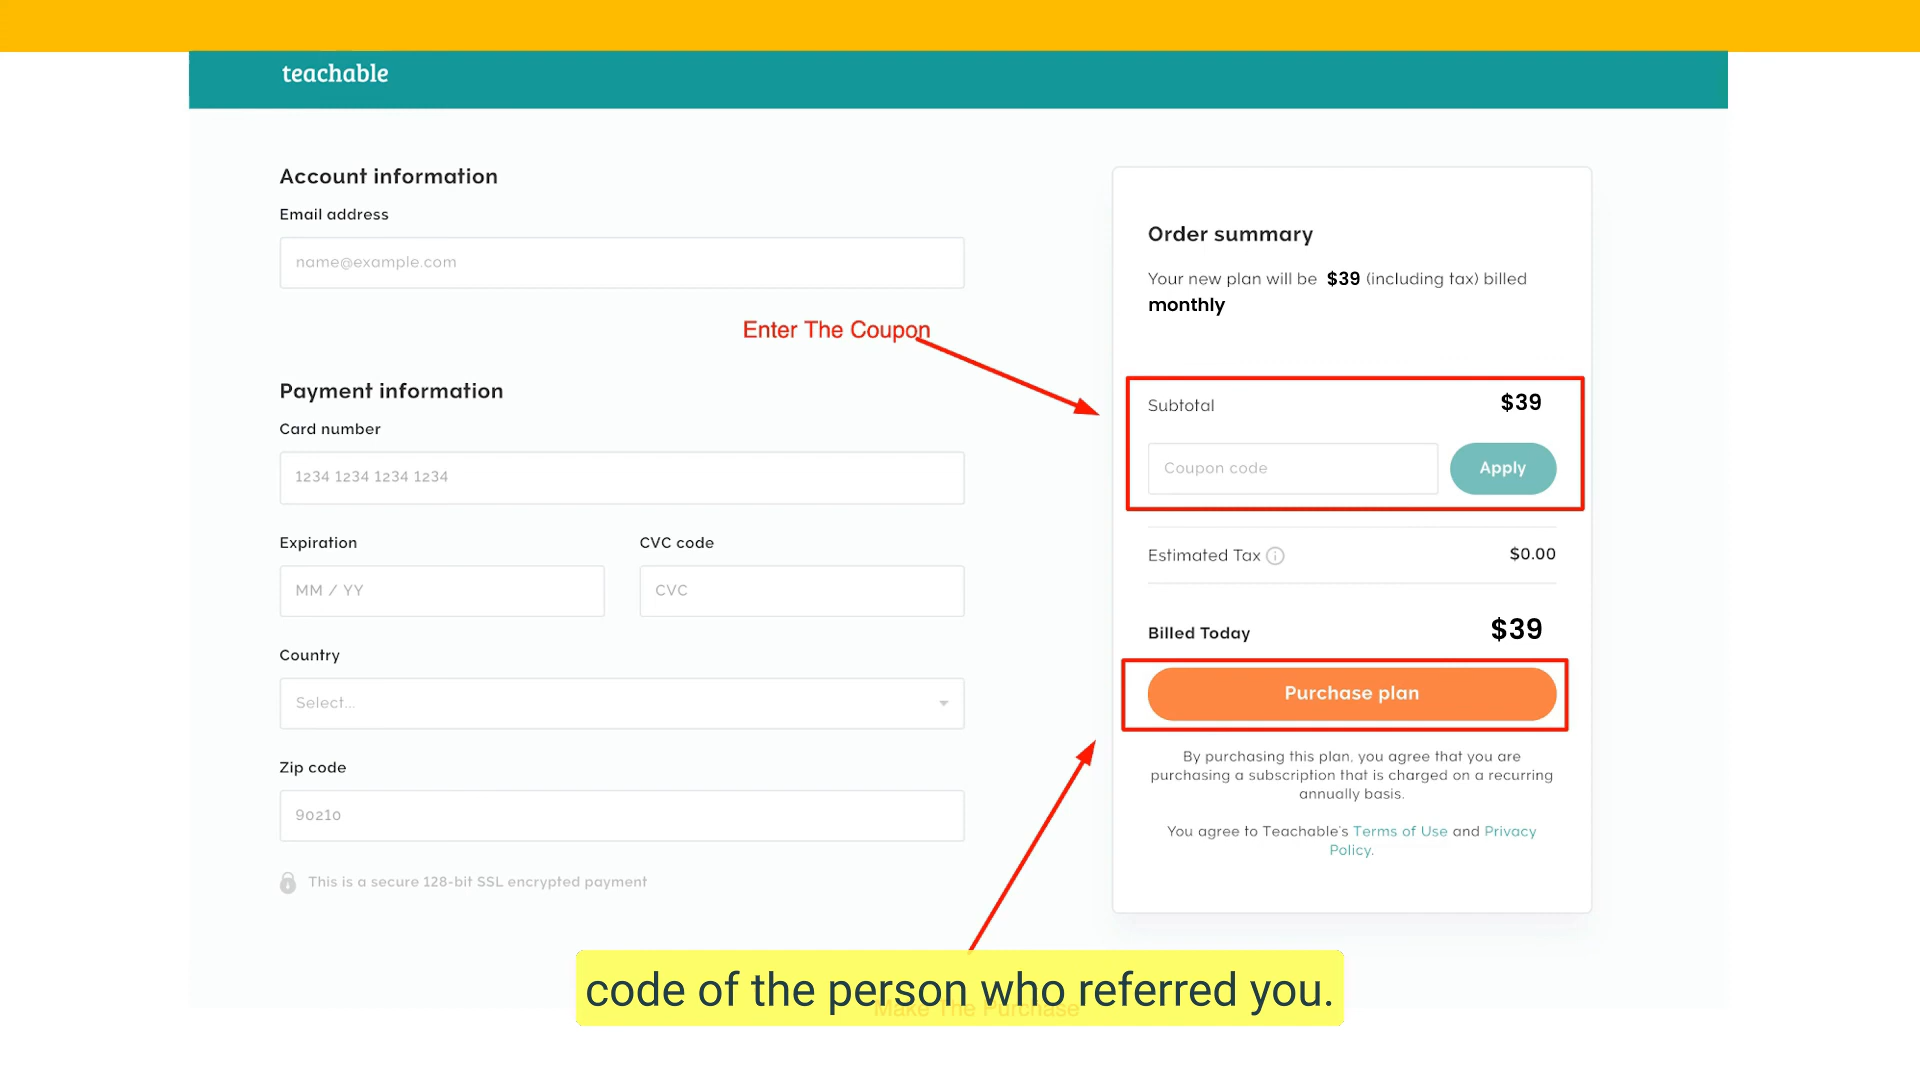 teachable
Account information
Email address
name@example.com
Enter The Coupon
Payment information
Card number
1234 1234 1234 1234
Expiration
CVC code
MM / YY
CVC
Country
Select...
Zip code
90210
This is a secure 128-bit SSL encrypted payment
Order summary
Your new plan will be $39 (including tax) billed
monthly
Subtotal
$39
Coupon code
Apply
Estimated Tax
$0.00
Billed Today
$39
Purchase plan
By purchasing this plan, you agree that you are
purchasing a subscription that is charged on a recurring
annually basis.
You agree to Teachable's Terms of Use and Privacy
Policy.
code of the person who referred you.
Make The Purchase